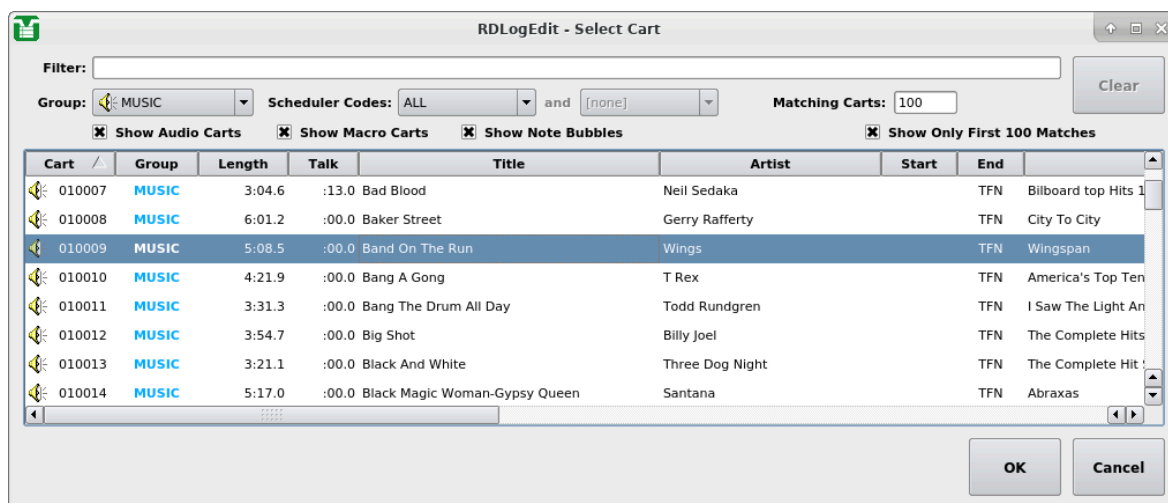 RDLogEdit - Select Cart
Filter:
Clear
Group: MUSIC Scheduler Codes: ALL and [none] Matching Carts: 100
Show Audio Carts Show Macro Carts Show Note Bubbles Show Only First 100 Matches
Cart Group Length Talk Title Artist Start End
010007 MUSIC 3:04.6 :13.0 Bad Blood Neil Sedaka TFN Bilboard top Hits 1
010008 MUSIC 6:01.2 :00.0 Baker Street Gerry Rafferty TFN City To City
010009 MUSIC 5:08.5 :00.0 Band On The Run Wings TFN Wingspan
010010 MUSIC 4:21.9 :00.0 Bang A Gong T Rex TFN America's Top Ten
010011 MUSIC 3:31.3 :00.0 Bang The Drum All Day Todd Rundgren TFN I Saw The Light An
010012 MUSIC 3:54.7 :00.0 Big Shot Billy Joel TFN The Complete Hits
010013 MUSIC 3:21.1 :00.0 Black And White Three Dog Night TFN The Complete Hit
010014 MUSIC 5:17.0 :00.0 Black Magic Woman-Gypsy Queen Santana TFN Abraxas
OK Cancel